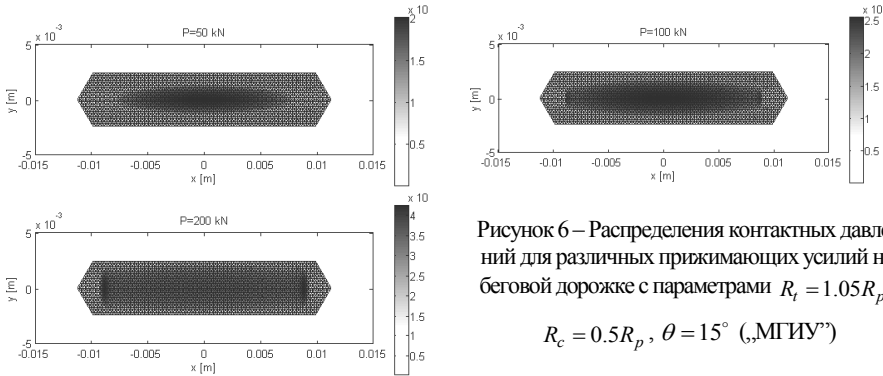 P=50 kN
x 10⁻³
5
0
-5
y [m]
-0.015 -0.01 -0.005 0 0.005 0.01 0.015
x [m]
x 10
2
1.5
1
0.5
P=100 kN
x 10⁻³
5
0
-5
y [m]
-0.015 -0.01 -0.005 0 0.005 0.01 0.015
x [m]
x 10
2.5
2
1.5
1
0.5
P=200 kN
x 10⁻³
5
0
-5
y [m]
-0.015 -0.01 -0.005 0 0.005 0.01 0.015
x [m]
x 10
4
3.5
3
2.5
2
1.5
1
0.5
Рисунок 6 – Распределения контактных давле
ний для различных прижимающих усилий н
беговой дорожке с параметрами R_t = 1.05R_p
R_c = 0.5R_p , θ = 15° („МГИУ”)